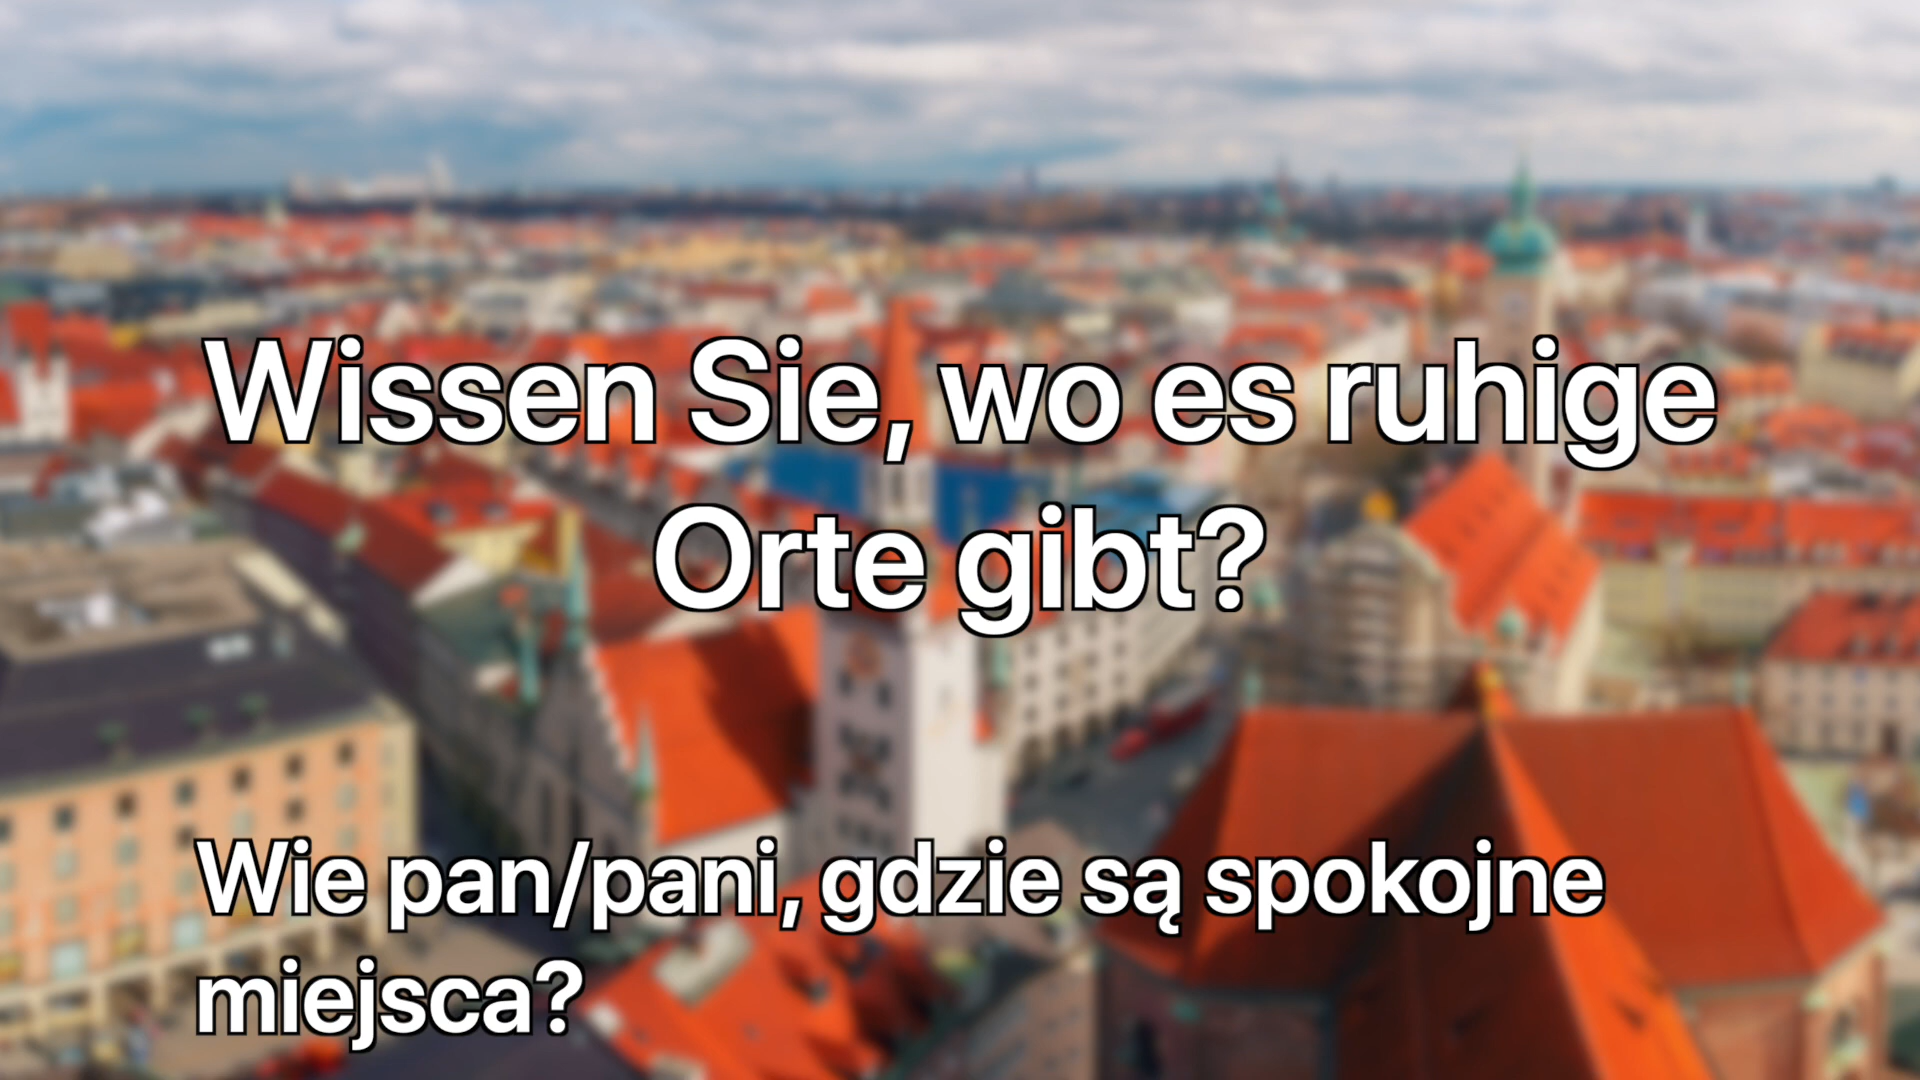 Wissen Sie, wo es ruhige
Orte gibt?
Wie pan/pani, gdzie są spokojne
miejsca?